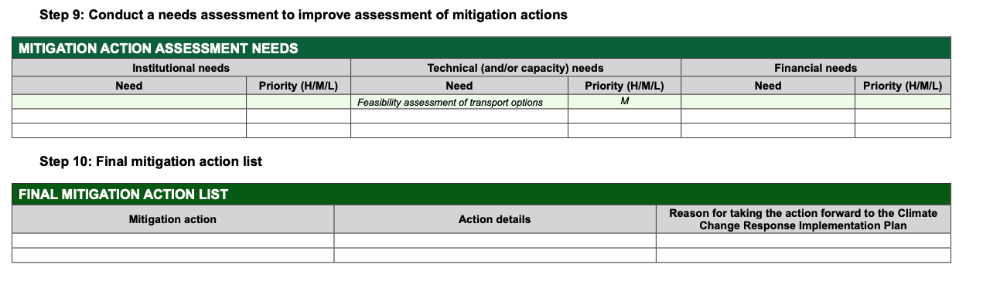 Step 9: Conduct a needs assessment to improve assessment of mitigation actions
MITIGATION ACTION ASSESSMENT NEEDS
Institutional needs Technical (and/or capacity) needs Financial needs
Need Priority (H/M/L) Need Priority (H/M/L) Need Priority (H/M/L)
Feasibility assessment of transport options M
Step 10: Final mitigation action list
FINAL MITIGATION ACTION LIST
Mitigation action Action details Reason for taking the action forward to the Climate
Change Response Implementation Plan